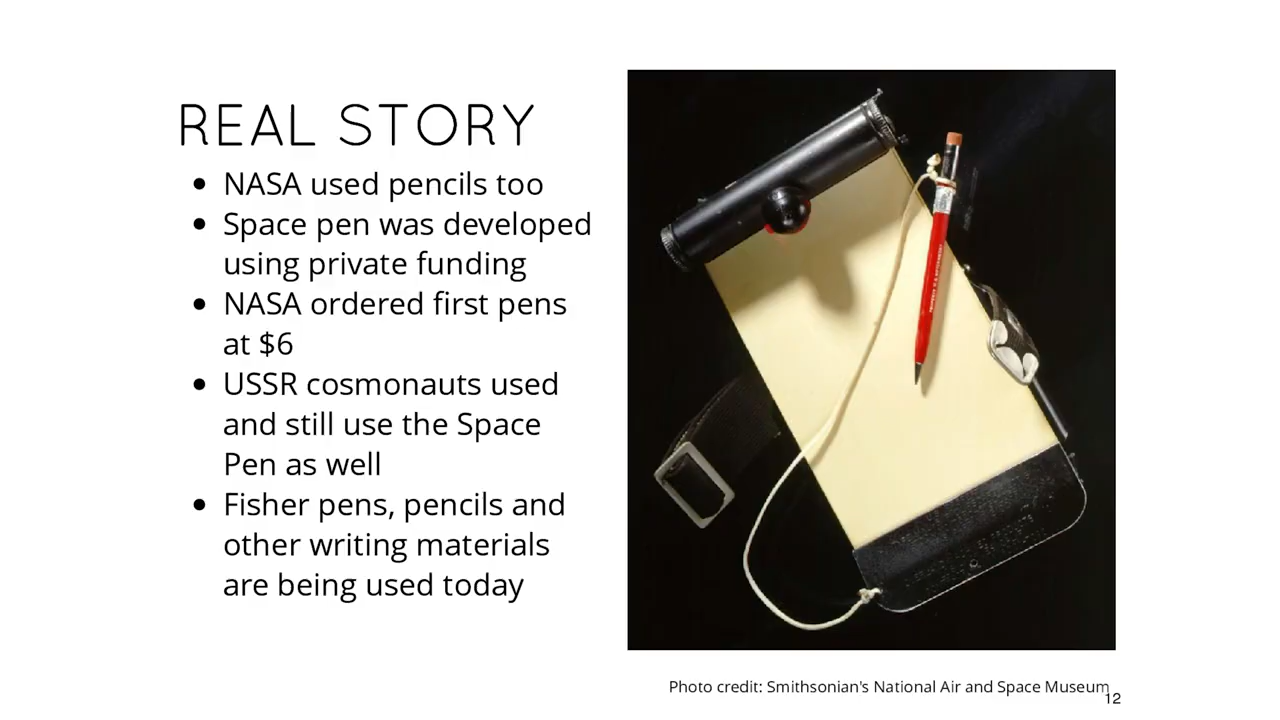 REAL STORY
NASA used pencils too
Space pen was developed
using private funding
NASA ordered first pens
at $6
USSR cosmonauts used
and still use the Space
Pen as well
Fisher pens, pencils and
other writing materials
are being used today
Photo credit: Smithsonian's National Air and Space Museum
12